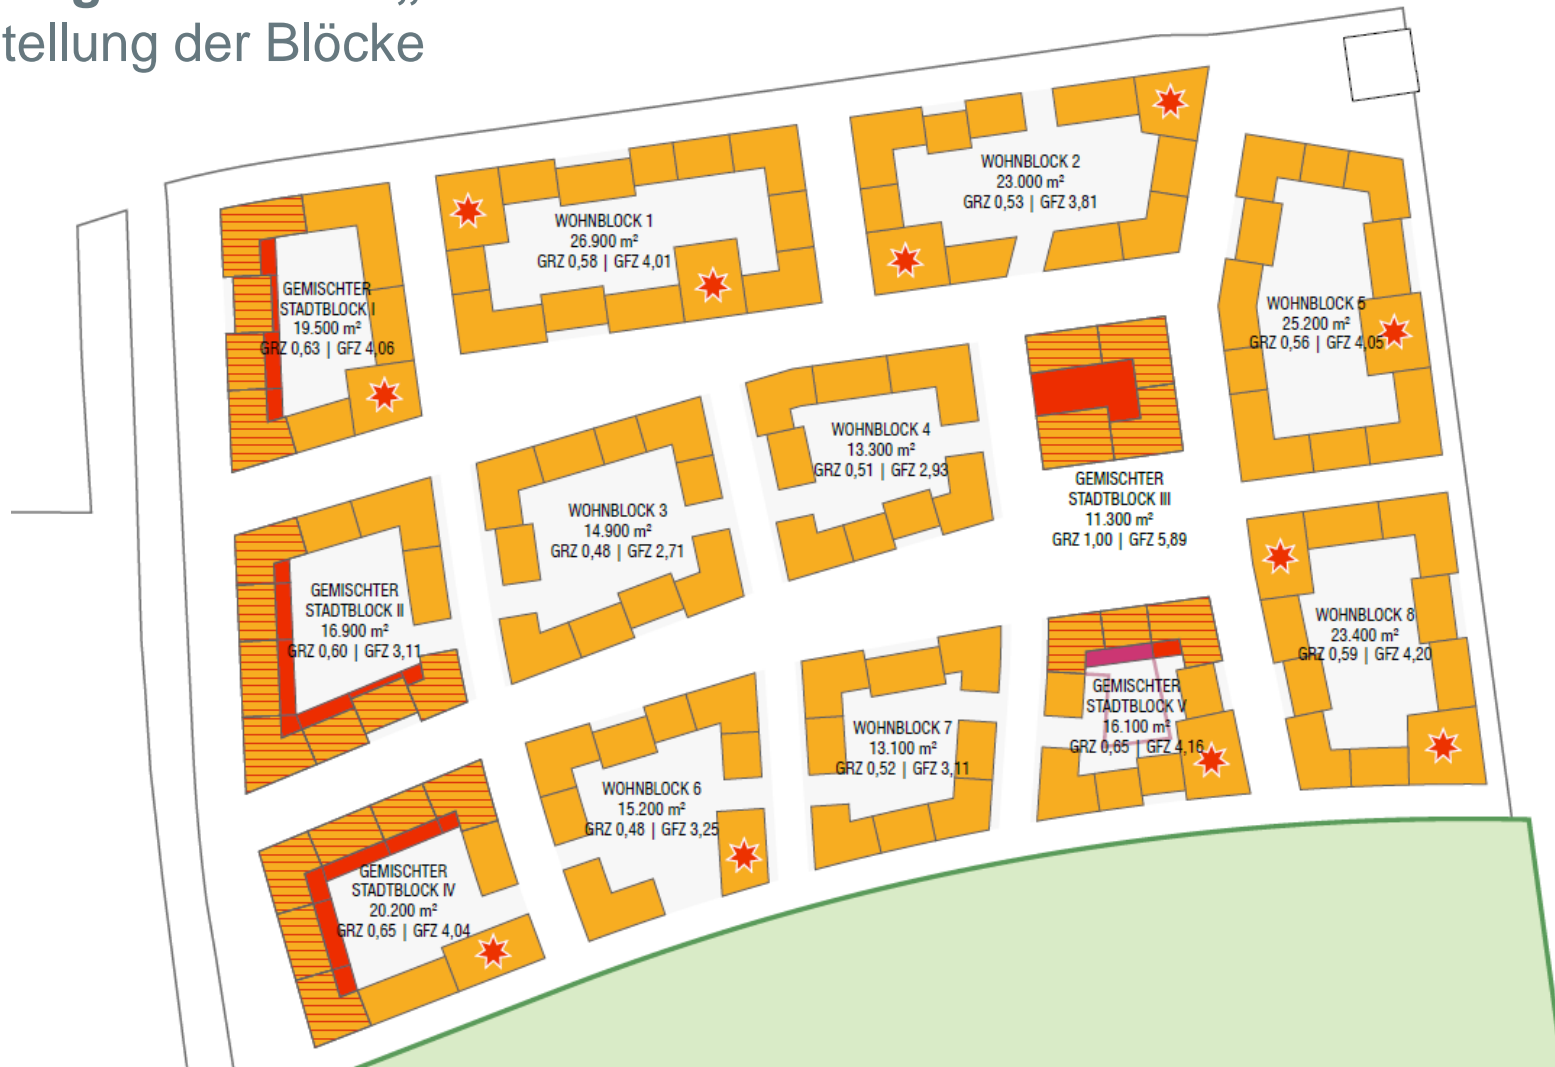 tellung der Blöcke
WOHNBLOCK 2
23.000 m²
GRZ 0,53 | GFZ 3,81
WOHNBLOCK 1
26.900 m²
GRZ 0,58 | GFZ 4,01
GEMISCHTER
STADTBLOCK I
19.500 m²
GRZ 0,63 | GFZ 4,06
WOHNBLOCK 5
25.200 m²
GRZ 0,56 | GFZ 4,05
WOHNBLOCK 4
13.300 m²
GRZ 0,51 | GFZ 2,93
GEMISCHTER
STADTBLOCK III
11.300 m²
GRZ 1,00 | GFZ 5,89
WOHNBLOCK 3
14.900 m²
GRZ 0,48 | GFZ 2,71
GEMISCHTER
STADTBLOCK II
16.900 m²
GRZ 0,60 | GFZ 3,11
WOHNBLOCK 8
23.400 m²
GRZ 0,59 | GFZ 4,20
GEMISCHTER
STADTBLOCK V
16.100 m²
GRZ 0,65 | GFZ 4,16
WOHNBLOCK 7
13.100 m²
GRZ 0,52 | GFZ 3,11
WOHNBLOCK 6
15.200 m²
GRZ 0,48 | GFZ 3,25
GEMISCHTER
STADTBLOCK IV
20.200 m²
GRZ 0,65 | GFZ 4,04